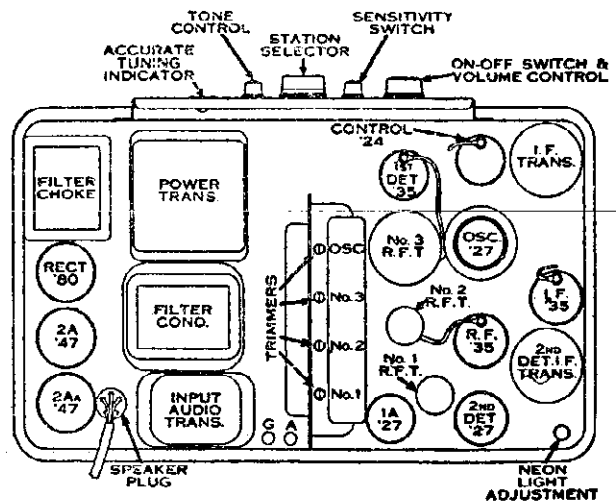 TONE
CONTROL
SENSITIVITY
SWITCH
STATION
SELECTOR
ACCURATE
TUNING
INDICATOR
ON-OFF SWITCH &
VOLUME CONTROL
CONTROL
'24
I.F.
TRANS.
1ST
DET
'35
FILTER
CHOKE
POWER
TRANS.
No. 3
R.F.T
OSC.
'27
OSC.
No. 3
No. 2
No. 1
TRIMMERS
RECT
'80
FILTER
COND.
No. 2
R.F.T.
I.F.
'35
2A
'47
R.F.
'35
2ND
DET. I.F.
TRANS.
No. 1
R.F.T.
2AA
'47
INPUT
AUDIO
TRANS.
G A
1A
'27
2ND
DET
'27
SPEAKER
PLUG
NEON
LIGHT
ADJUSTMENT